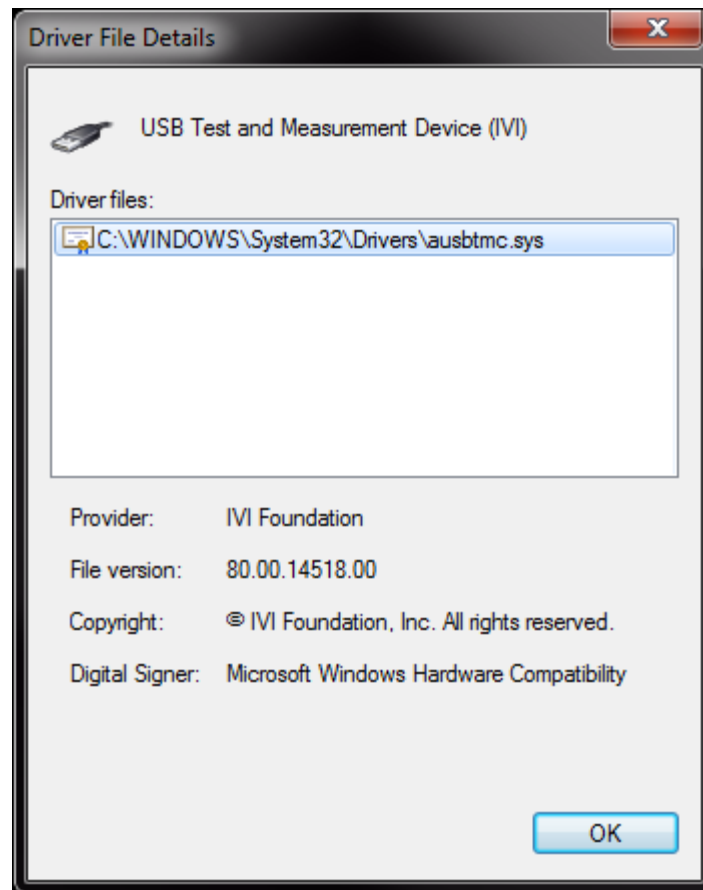 Driver File Details
USB Test and Measurement Device (IVI)
Driver files:
C:\WINDOWS\System32\Drivers\ausbtmc.sys
Provider: IVI Foundation
File version: 80.00.14518.00
Copyright: © IVI Foundation, Inc. All rights reserved.
Digital Signer: Microsoft Windows Hardware Compatibility
OK